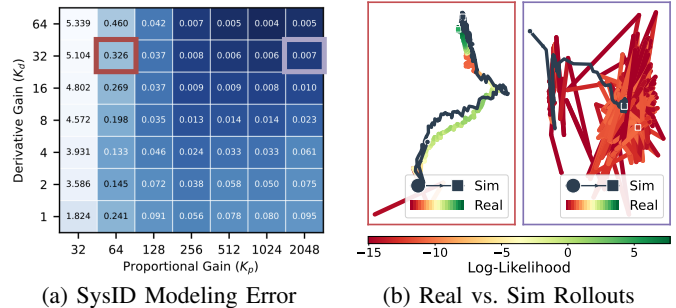 Derivative Gain (Kd)
64 5.339 0.460 0.042 0.007 0.005 0.004 0.005
32 5.104 0.326 0.037 0.008 0.006 0.006 0.007
16 4.802 0.269 0.037 0.008 0.009 0.009 0.010
8 4.572 0.198 0.035 0.013 0.014 0.014 0.023
4 3.931 0.133 0.046 0.024 0.033 0.033 0.061
2 3.586 0.145 0.072 0.038 0.058 0.050 0.075
1 1.824 0.241 0.091 0.056 0.078 0.080 0.095
32 64 128 256 512 1024 2048
Proportional Gain (Kp)
(a) SysID Modeling Error
Sim
Real
Sim
Real
−15 −10 −5 0 5
Log-Likelihood
(b) Real vs. Sim Rollouts